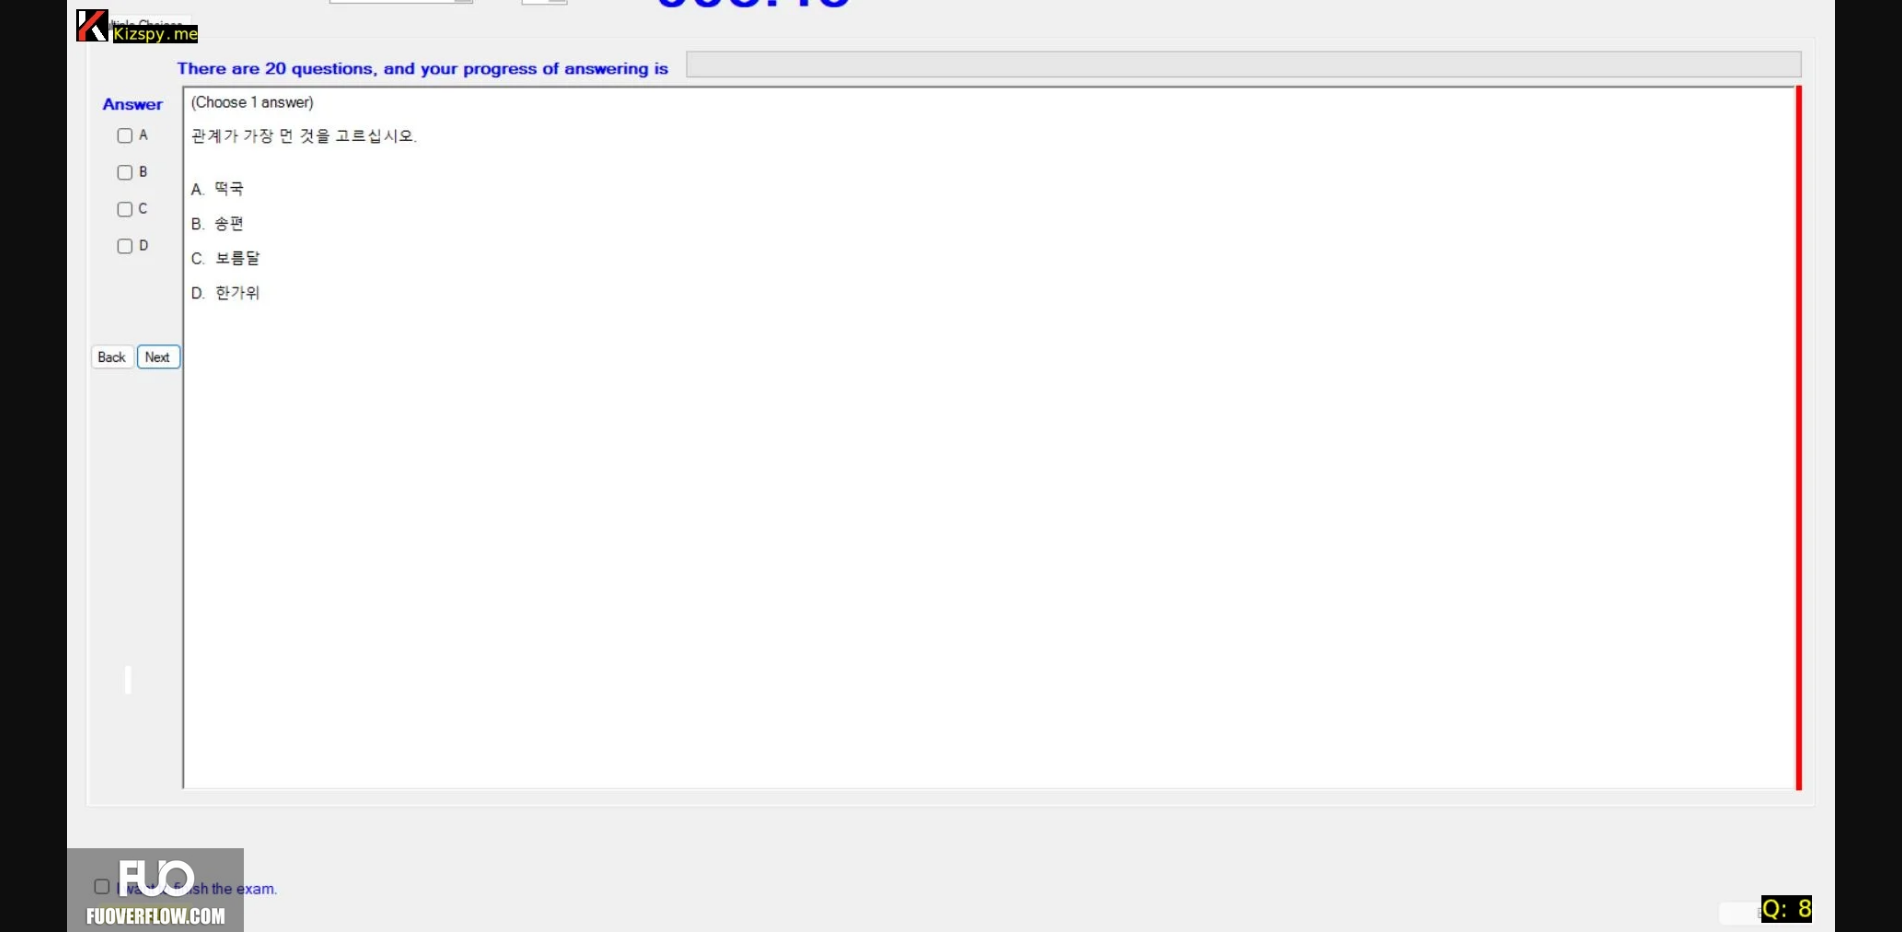 Kizspy.me
There are 20 questions, and your progress of answering is
Answer
(Choose 1 answer)
A
관계가 가장 먼 것을 고르십시오.
B
A. 떡국
C
B. 송편
D
C. 보름달
D. 한가위
Back
Next
FUO
finish the exam.
FUOVERFLOW.COM
Q: 8